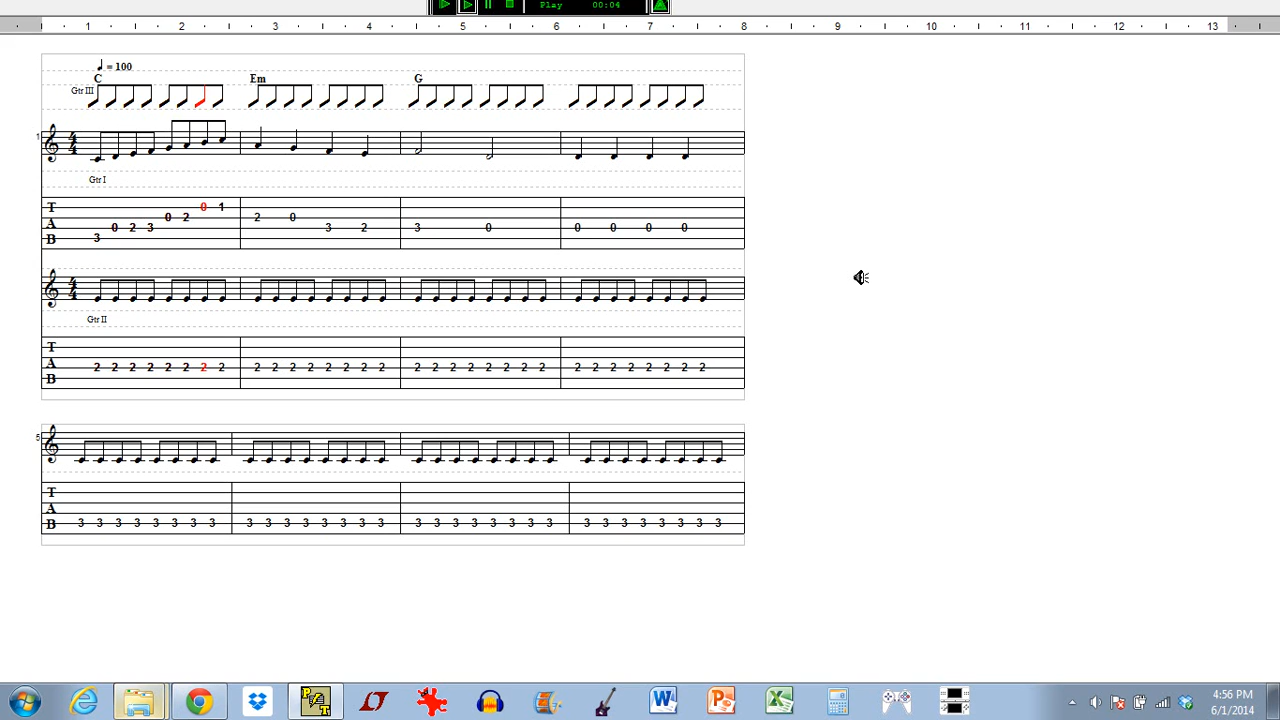 Play 00:04
1 2 3 4 5 6 7 8 9 10 11 12 13
= 100
C Em G
Gtr III
1
4 4
Gtr I
T A B
0 1
0 2 2 0
0 2 3 3 2 3 0 0 0 0 0
3
4 4
Gtr II
T A B
2 2 2 2 2 2 2 2 2 2 2 2 2 2 2 2 2 2 2 2 2 2 2 2 2 2 2 2 2 2 2 2
5
T A B
3 3 3 3 3 3 3 3 3 3 3 3 3 3 3 3 3 3 3 3 3 3 3 3 3 3 3 3 3 3 3 3
4:56 PM
6/1/2014